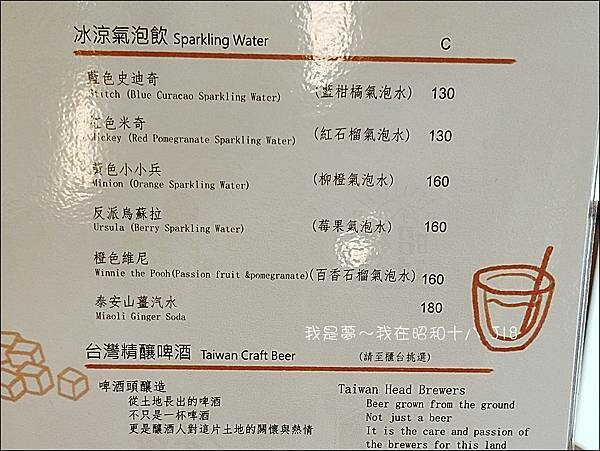 冰涼氣泡飲 Sparkling Water C
藍色史迪奇
Stitch (Blue Curacao Sparkling Water) (藍柑橘氣泡水) 130
紅色米奇
Mickey (Red Pomegranate Sparkling Water) (紅石榴氣泡水) 130
黃色小小兵
Minion (Orange Sparkling Water) (柳橙氣泡水) 160
反派烏蘇拉
Ursula (Berry Sparkling Water) (莓果氣泡水) 160
橙色維尼
Winnie the Pooh(Passion fruit &pomegranate) (百香石榴氣泡水) 160
泰安山薑汽水 180
Miaoli Ginger Soda
我是夢～我在昭和十八 J18
台灣精釀啤酒 Taiwan Craft Beer (請至櫃台挑選)
啤酒頭釀造
從土地長出的啤酒
不只是一杯啤酒
更是釀酒人對這片土地的關懷與熱情
Taiwan Head Brewers
Beer grown from the ground
Not just a beer
It is the care and passion of
the brewers for this land